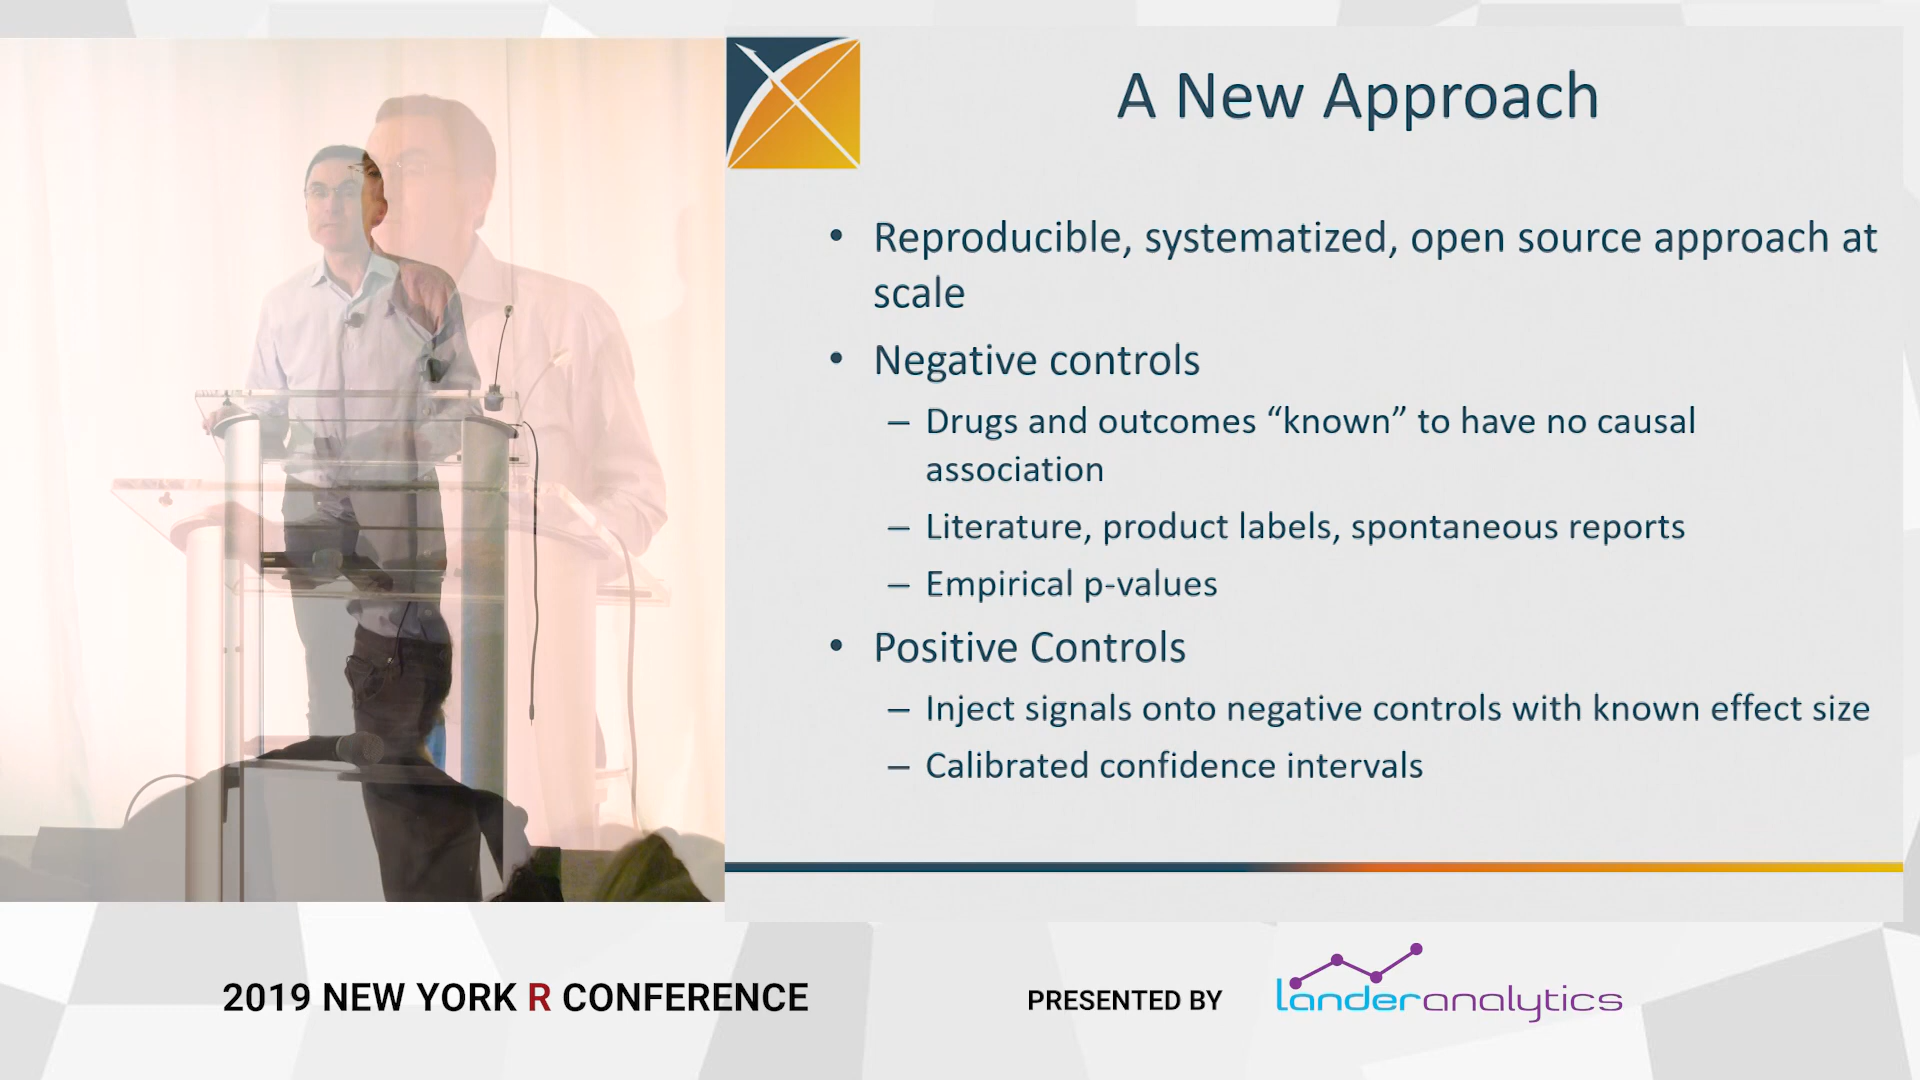 A New Approach
• Reproducible, systematized, open source approach at
scale
• Negative controls
– Drugs and outcomes “known” to have no causal
association
– Literature, product labels, spontaneous reports
– Empirical p-values
• Positive Controls
– Inject signals onto negative controls with known effect size
– Calibrated confidence intervals
2019 NEW YORK R CONFERENCE
PRESENTED BY
landeranalytics